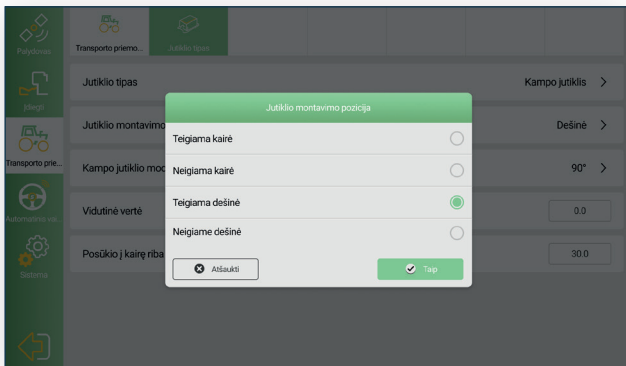 Palydovas
Transporto priemo...
Jutiklio tipas
Jutiklio tipas
Kampo jutiklis
Įdiegti
Jutiklio montavimo pozicija
Jutiklio montavimo
Dešinė
Teigiama kairė
Transporto prie...
Kampo jutiklio mod
Neigiama kairė
90°
Teigiama dešinė
Automatinis vai...
Vidutinė vertė
0.0
Neigiame dešinė
Posūkio į kairę riba
30.0
Sistema
Atšaukti
Taip